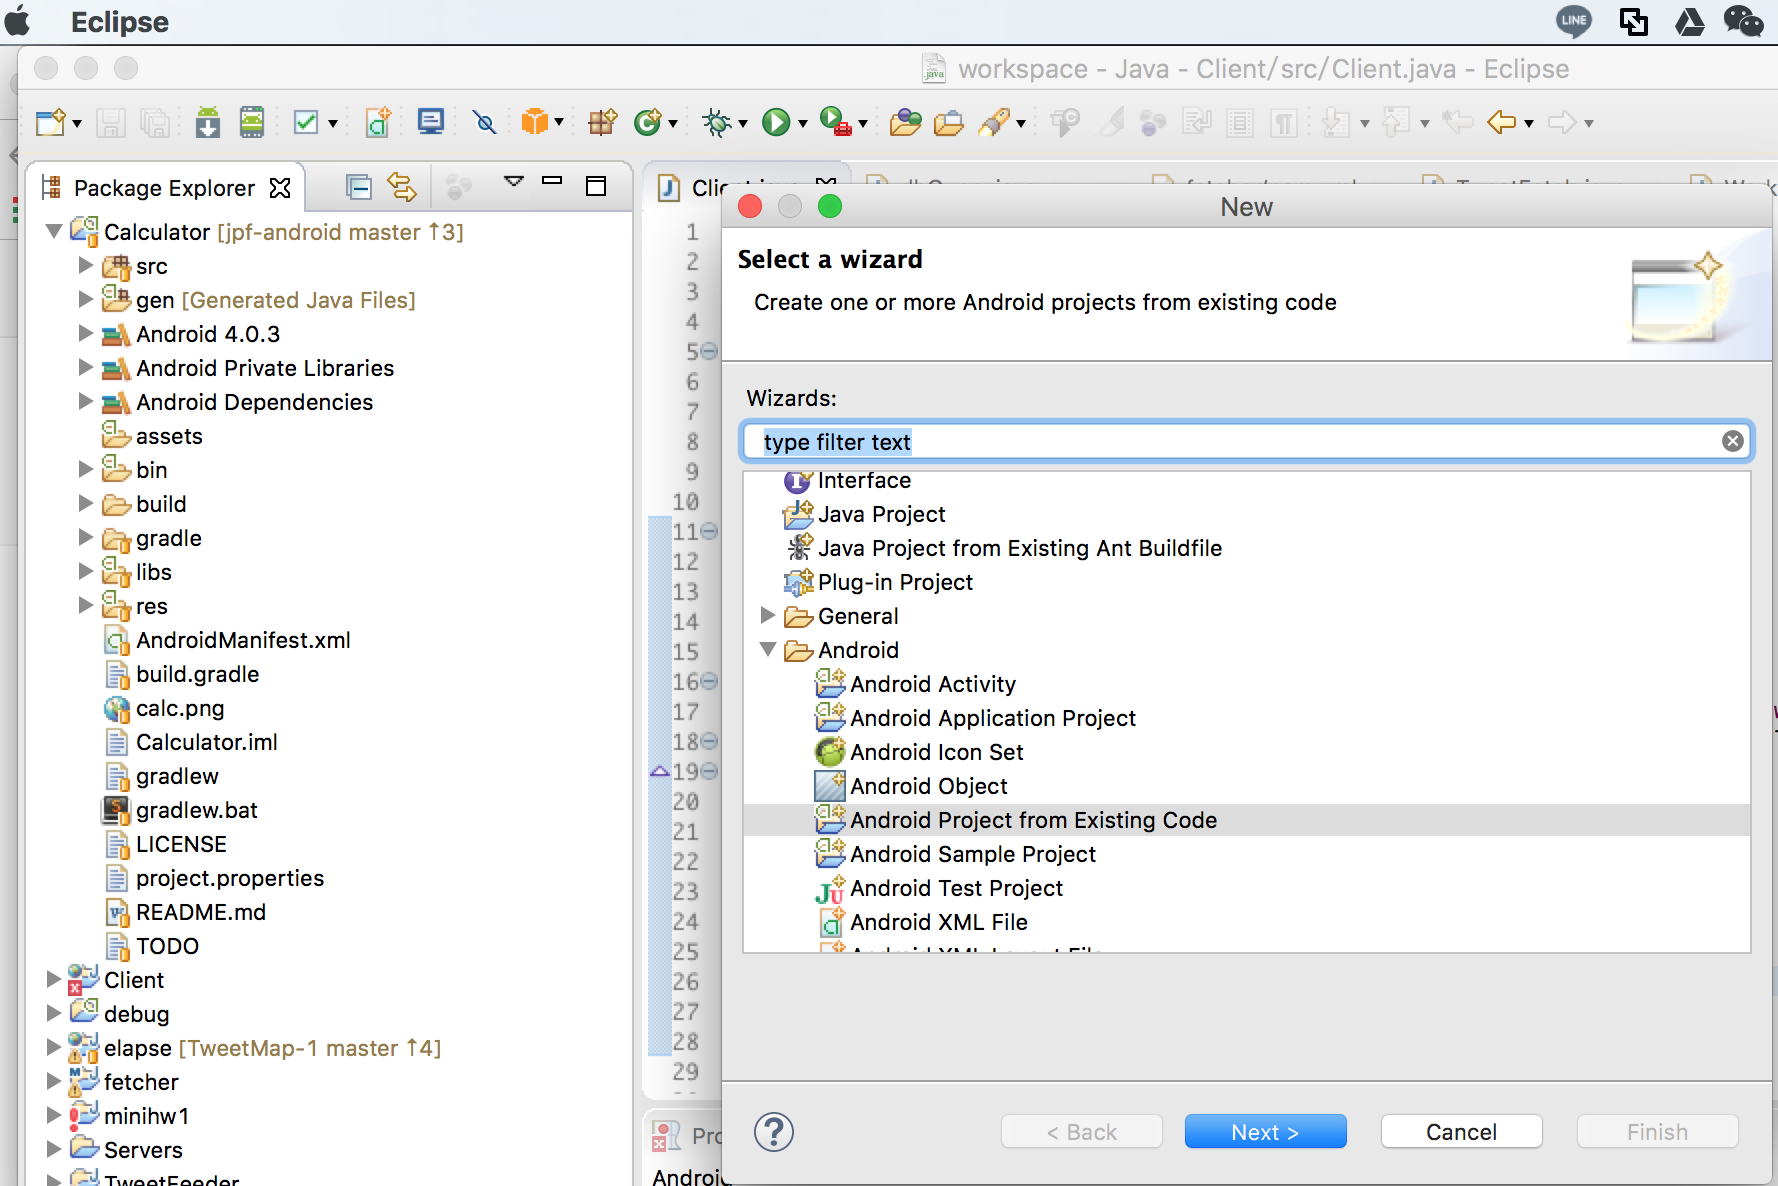 Eclipse
LINE
workspace - Java - Client/src/Client.java - Eclipse
Package Explorer
Calculator [jpf-android master ↑3]
src
gen [Generated Java Files]
Android 4.0.3
Android Private Libraries
Android Dependencies
assets
bin
build
gradle
libs
res
AndroidManifest.xml
build.gradle
calc.png
Calculator.iml
gradlew
gradlew.bat
LICENSE
project.properties
README.md
TODO
Client
debug
elapse [TweetMap-1 master ↑4]
fetcher
minihw1
Servers
TweetFeeder
1
2
3
4
5
6
7
8
9
10
11
12
13
14
15
16
17
18
19
20
21
22
23
24
25
26
27
28
29
Android
New
Select a wizard
Create one or more Android projects from existing code
Wizards:
type filter text
Interface
Java Project
Java Project from Existing Ant Buildfile
Plug-in Project
General
Android
Android Activity
Android Application Project
Android Icon Set
Android Object
Android Project from Existing Code
Android Sample Project
Android Test Project
Android XML File
Android XML Layout File
?
< Back
Next >
Cancel
Finish